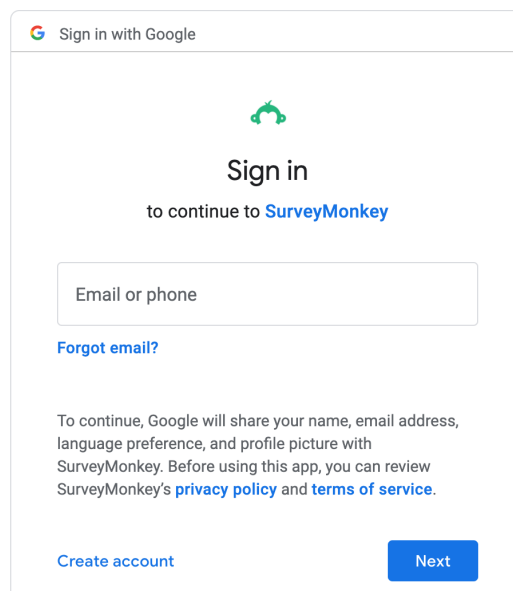 Sign in with Google
Sign in
to continue to SurveyMonkey
Email or phone
Forgot email?
To continue, Google will share your name, email address,
language preference, and profile picture with
SurveyMonkey. Before using this app, you can review
SurveyMonkey’s privacy policy and terms of service.
Create account
Next